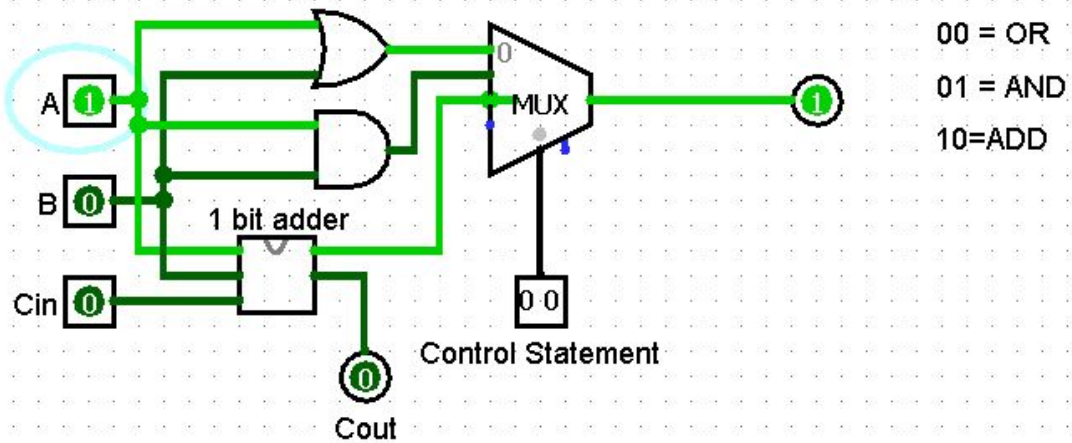 00 = OR
01 = AND
10=ADD
0
MUX
A 1
1
B 0
1 bit adder
Cin 0
0 0
Control Statement
0
Cout